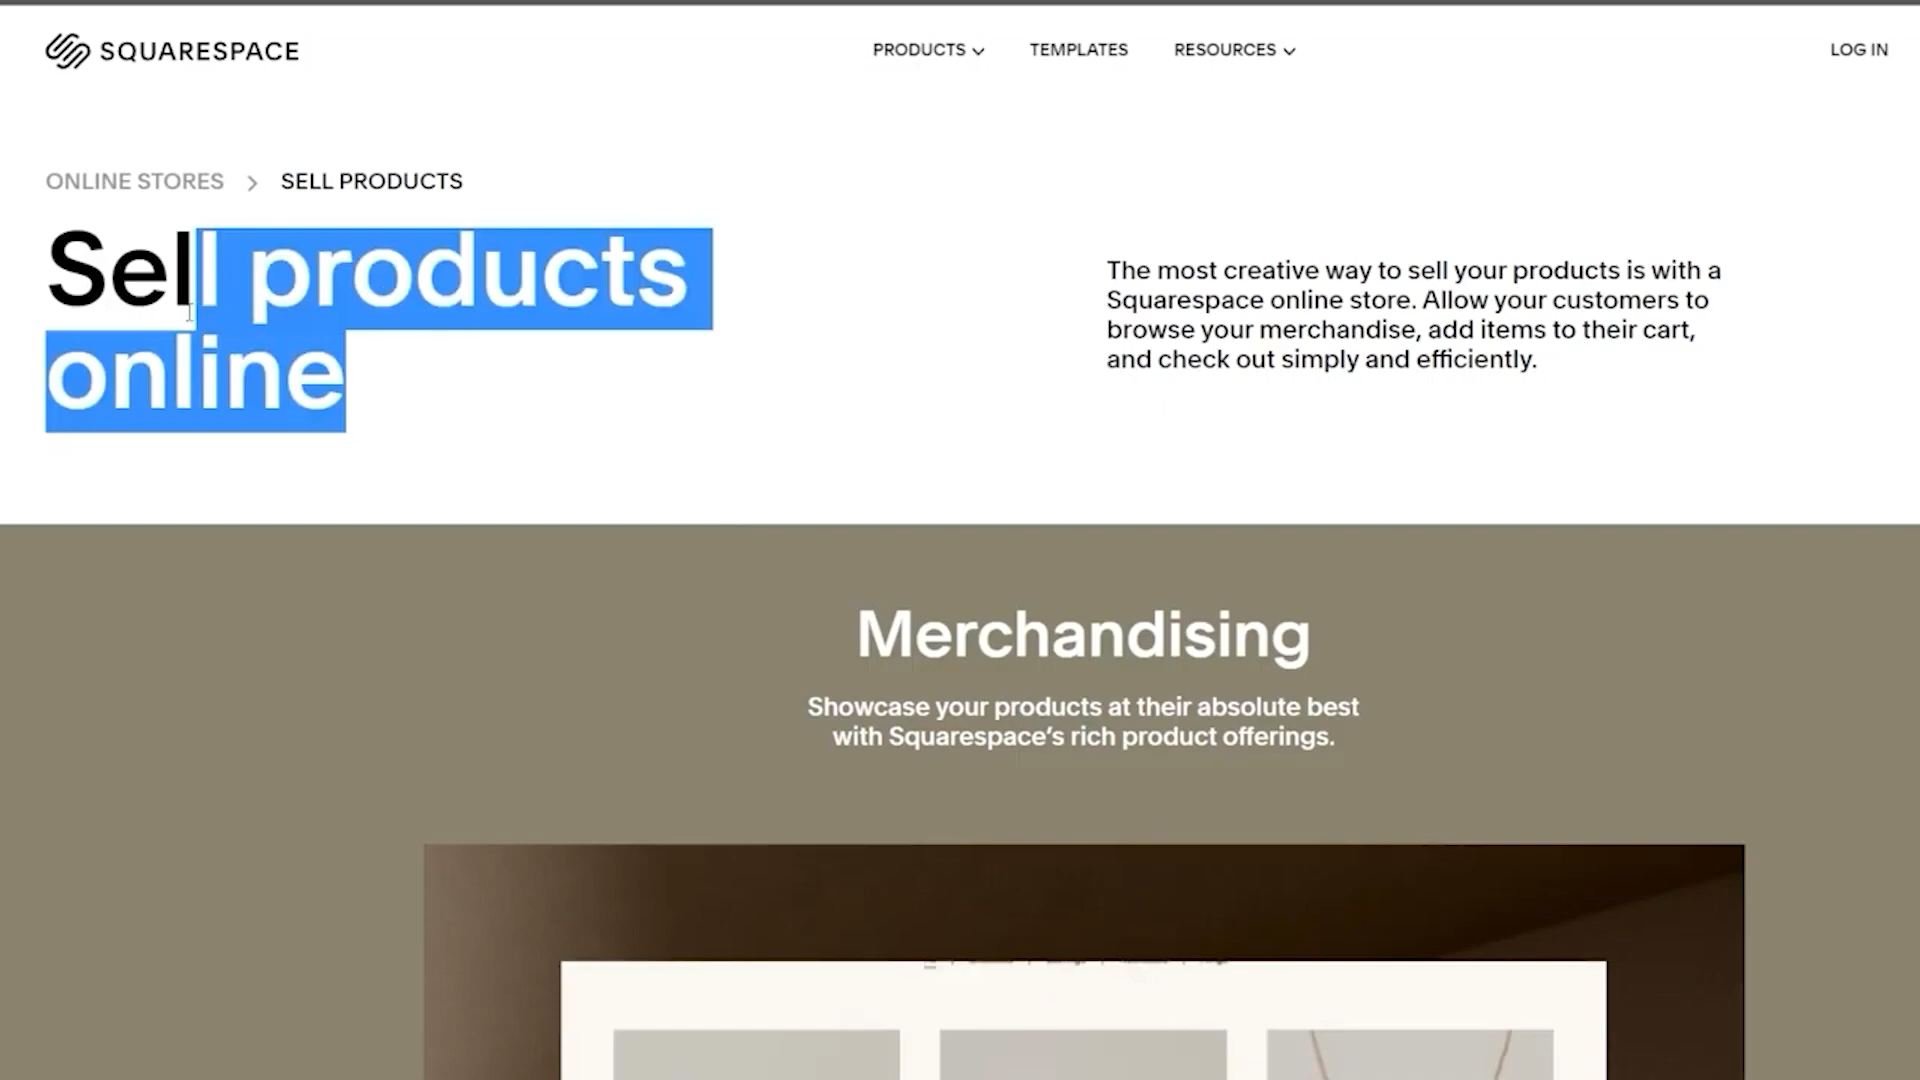 SQUARESPACE
PRODUCTS
TEMPLATES
RESOURCES
LOG IN
ONLINE STORES > SELL PRODUCTS
Sell products
online
The most creative way to sell your products is with a
Squarespace online store. Allow your customers to
browse your merchandise, add items to their cart,
and check out simply and efficiently.
Merchandising
Showcase your products at their absolute best
with Squarespace’s rich product offerings.